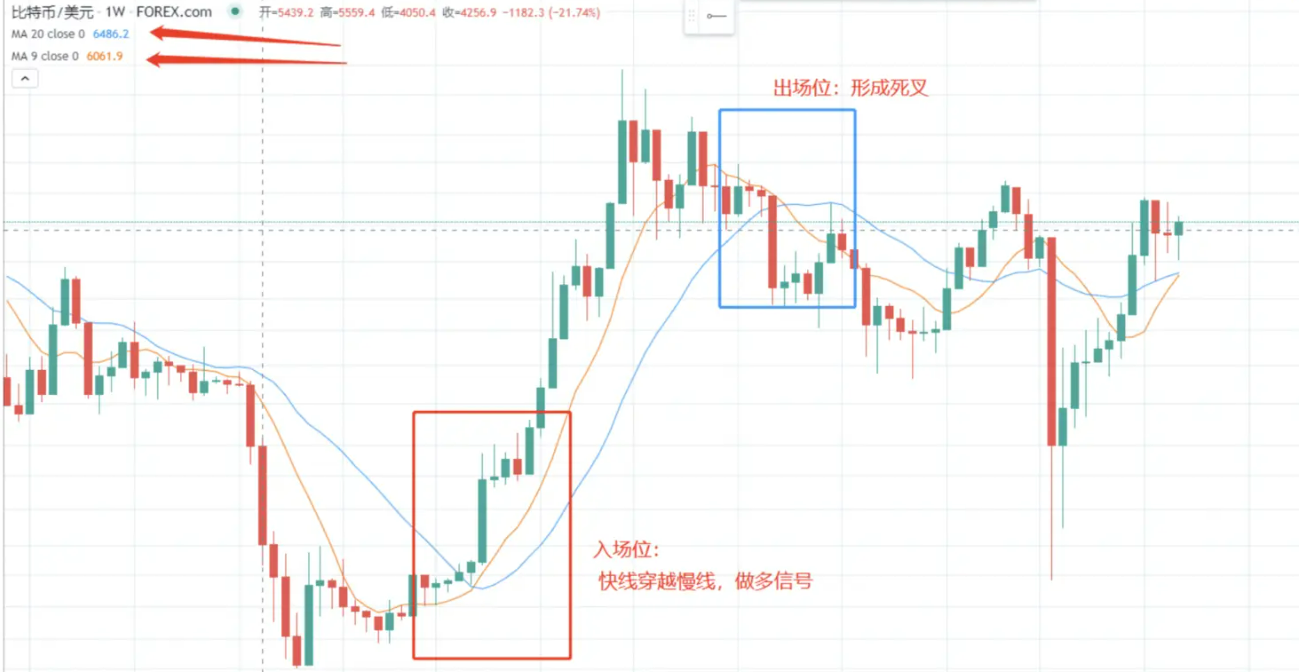 比特币/美元 · 1W · FOREX.com 开=5439.2 高=5559.4 低=4050.4 收=4256.9 −1182.3 (−21.74%)
MA 20 close 0 6486.2
MA 9 close 0 6061.9
出场位：形成死叉
入场位：
快线穿越慢线，做多信号